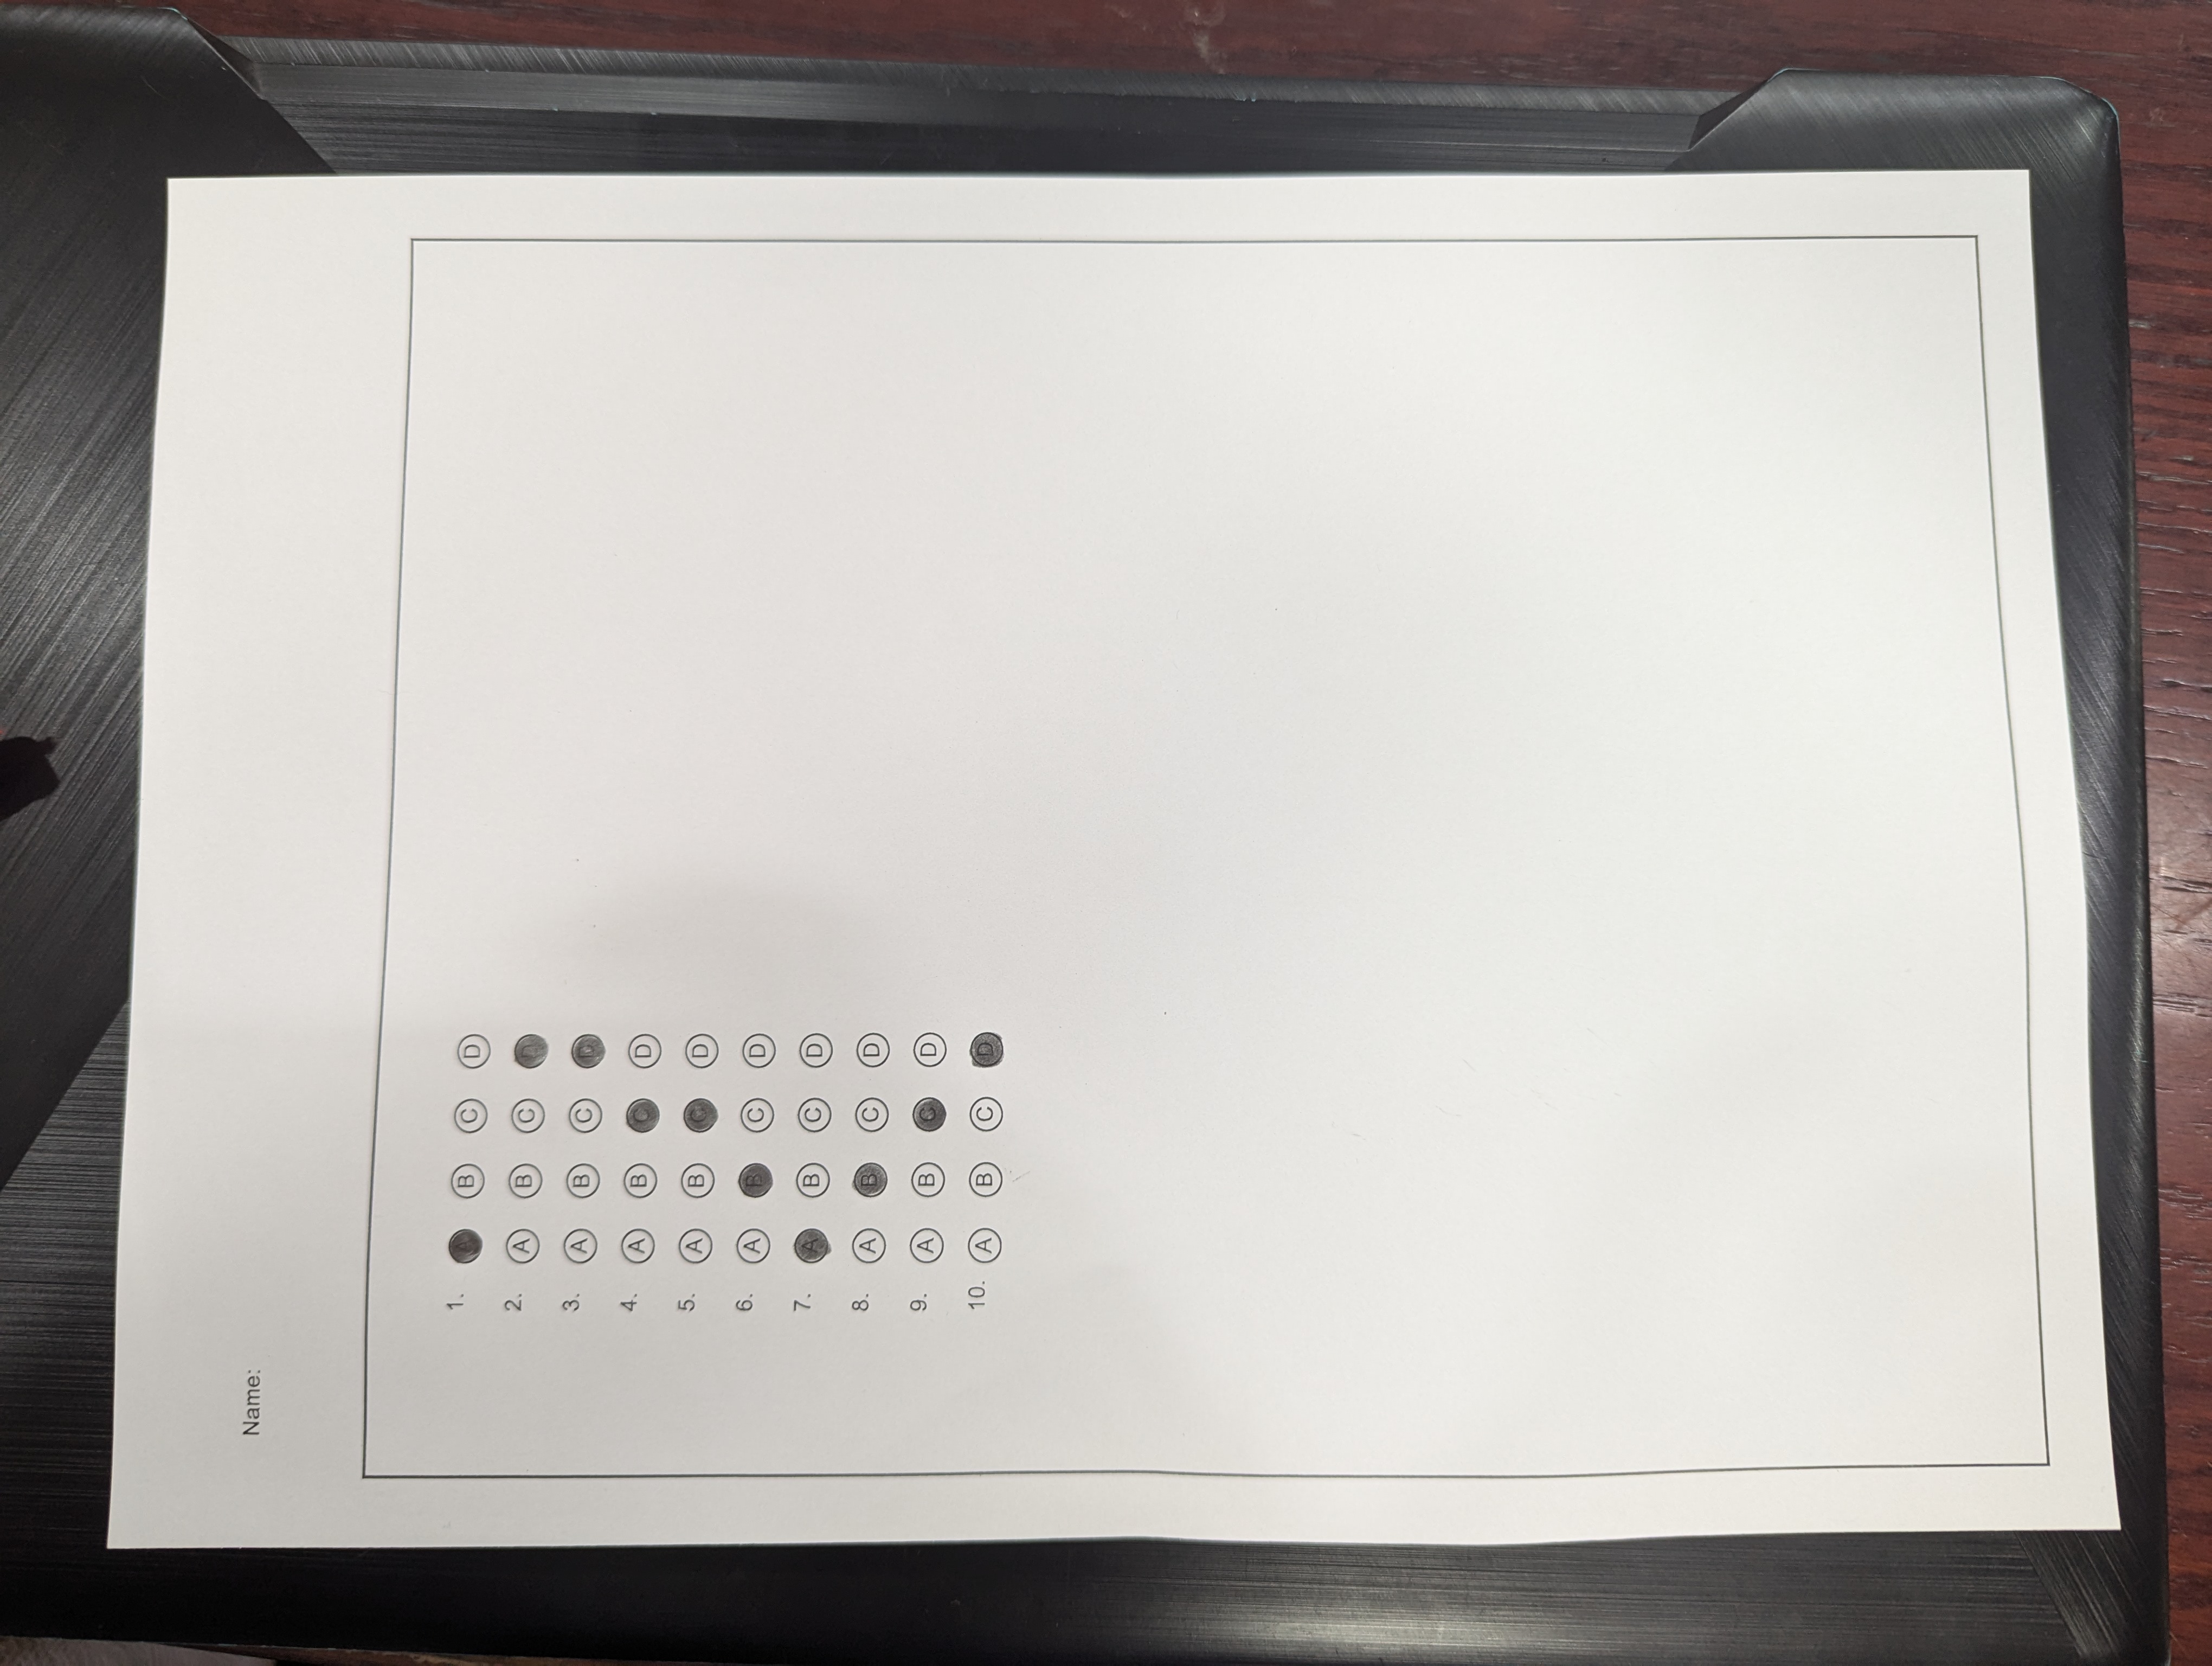 Name:
1. A B C D
2. A B C D
3. A B C D
4. A B C D
5. A B C D
6. A B C D
7. A B C D
8. A B C D
9. A B C D
10. A B C D